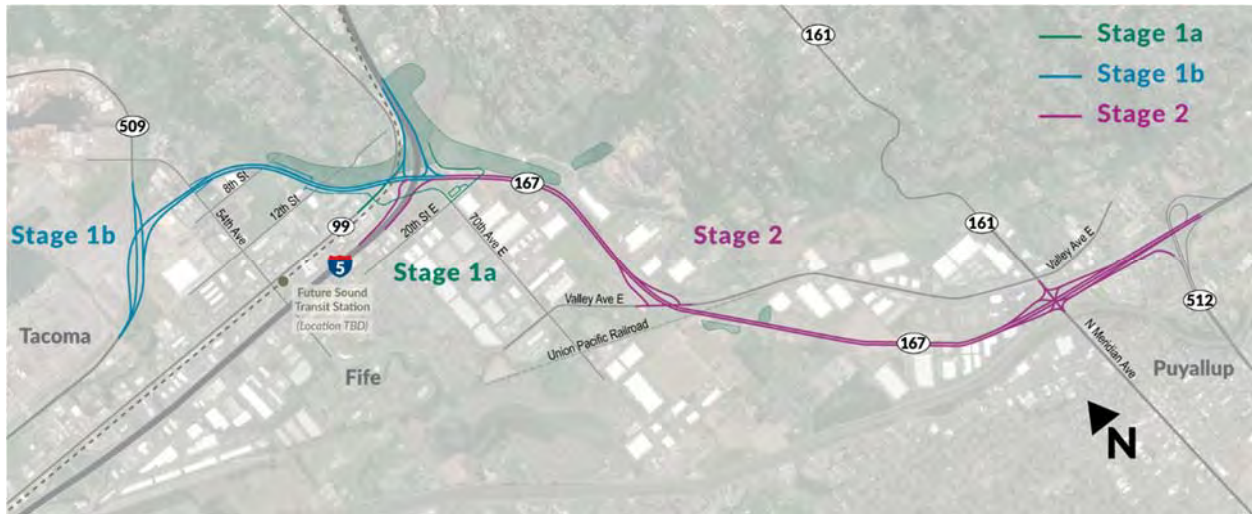 161
Stage 1a
Stage 1b
Stage 2
509
8th St
167
12th St
54th Ave
161
Stage 1b
99
20th St E
70th Ave E
Stage 2
Valley Ave E
5
Stage 1a
Future Sound
Transit Station
(Location TBD)
Valley Ave E
512
Tacoma
Union Pacific Railroad
167
N Meridian Ave
Fife
Puyallup
N